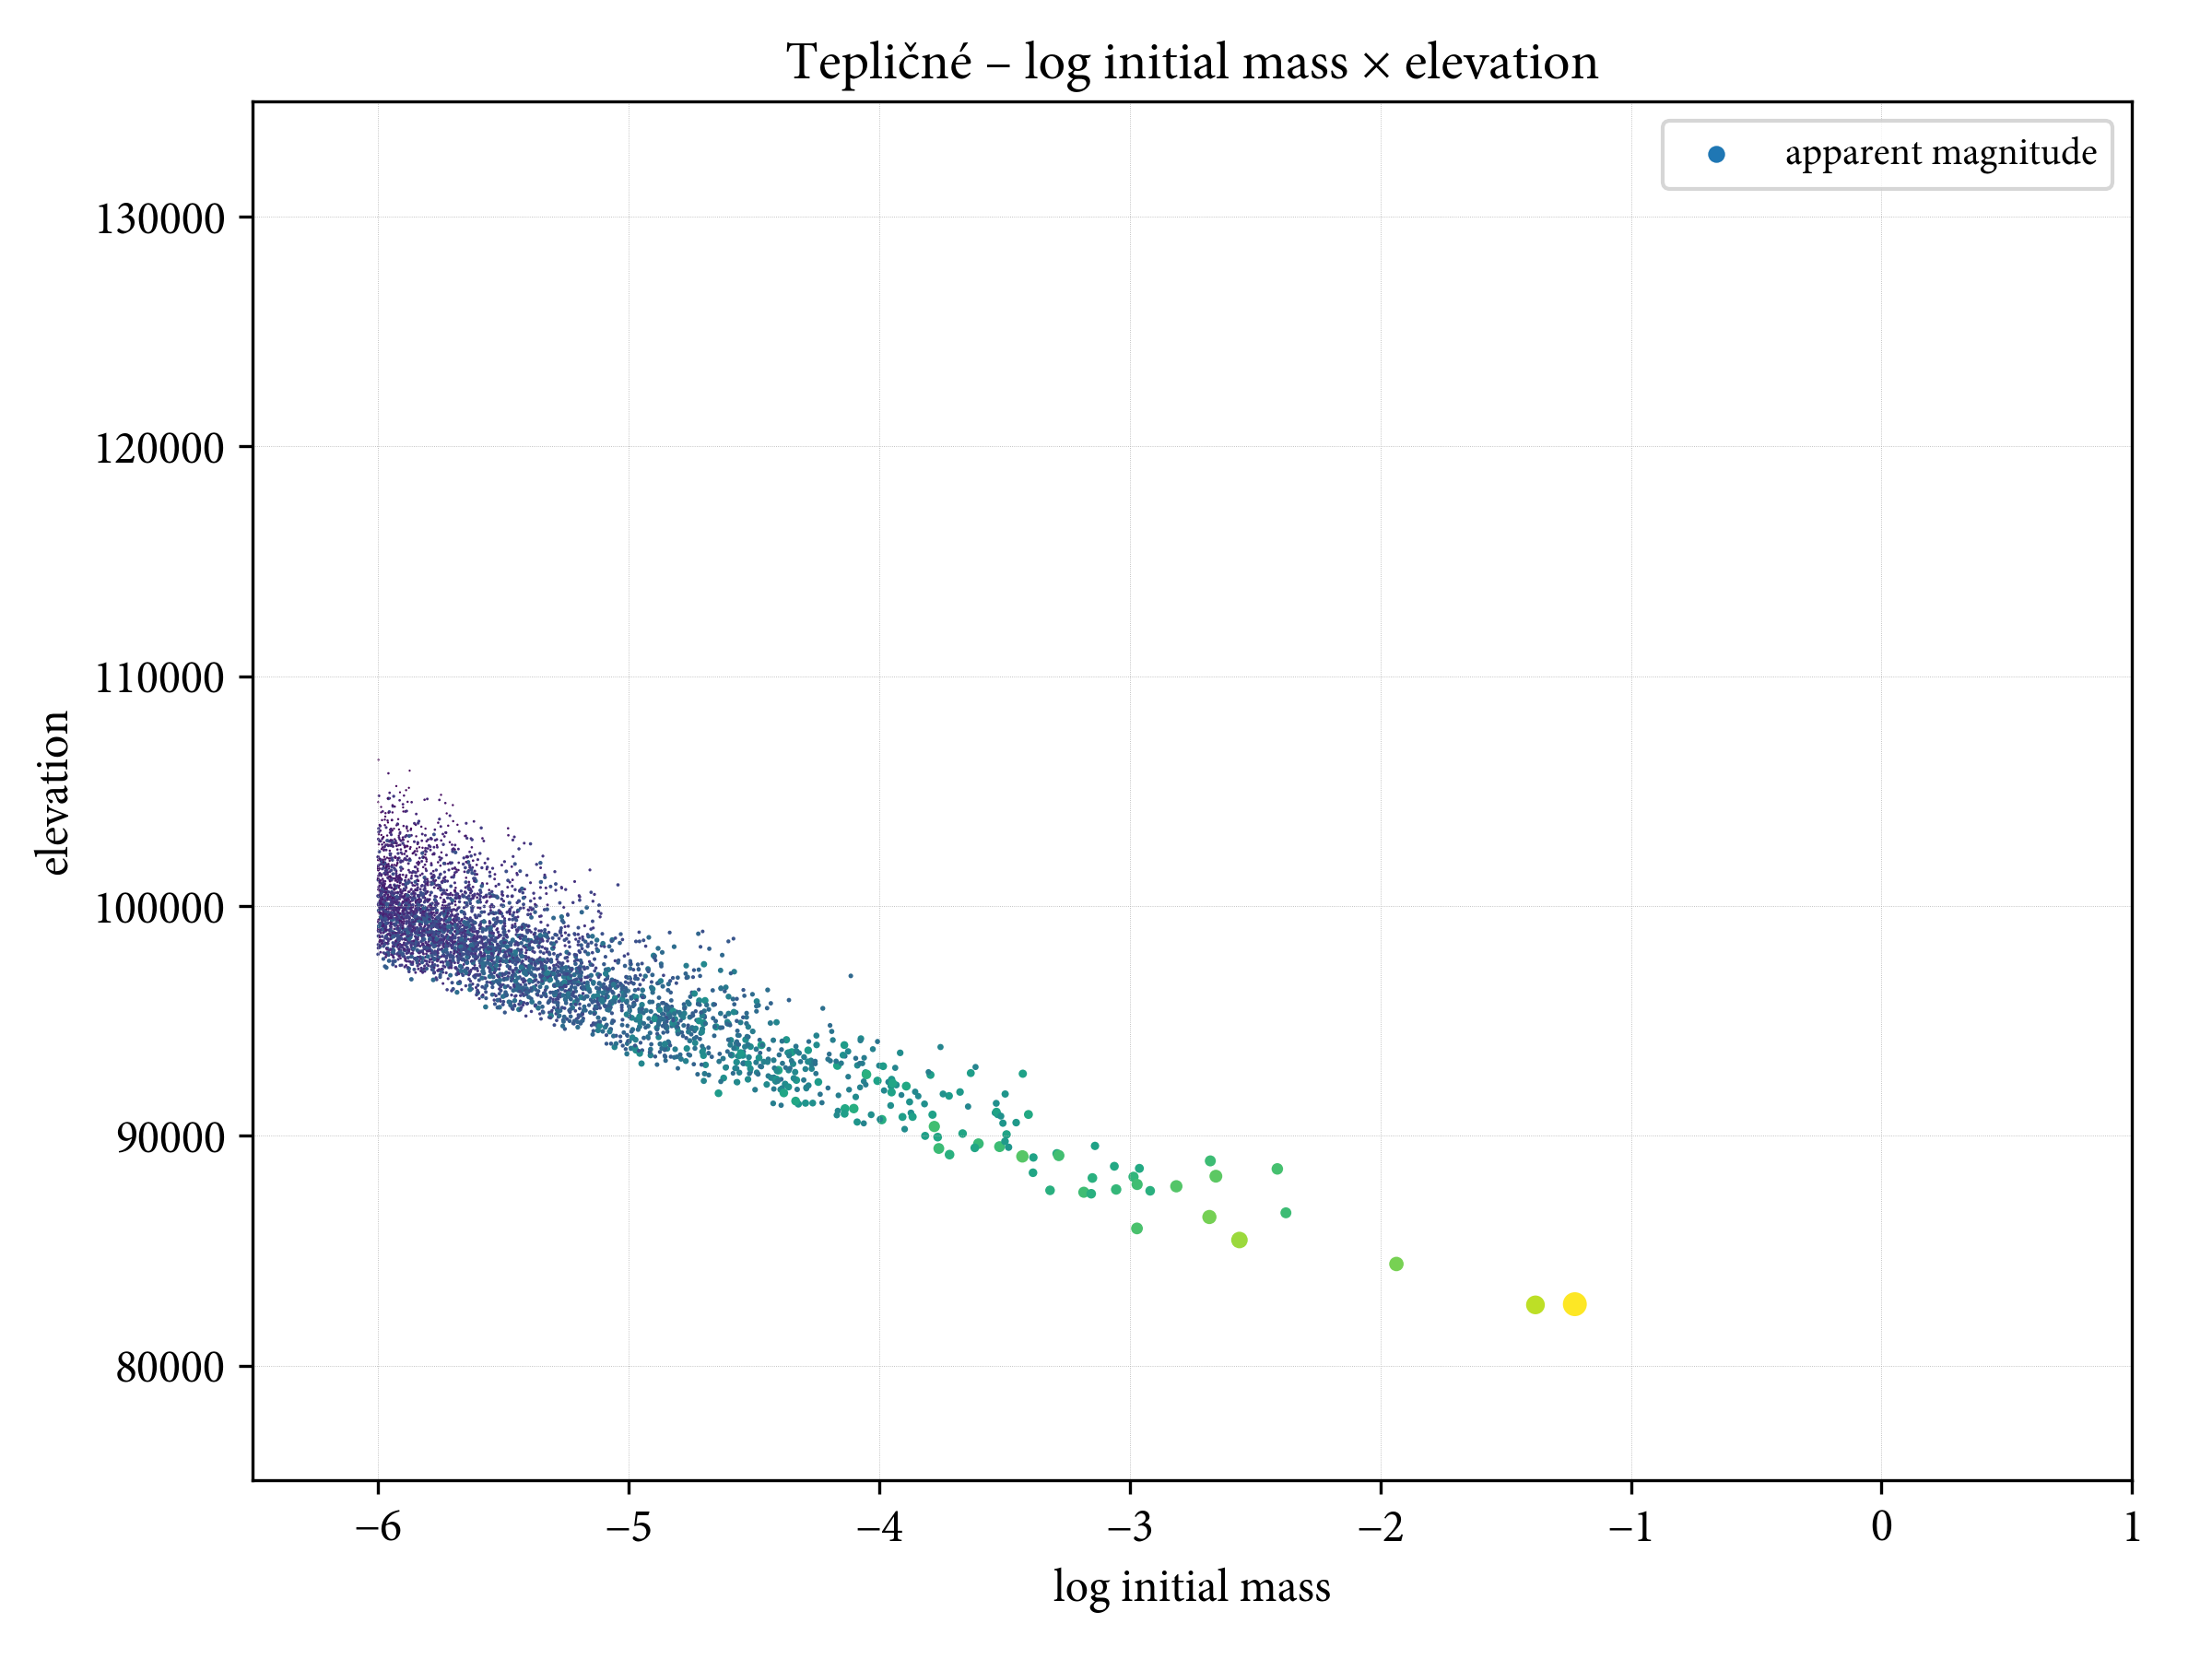 Tepličné – log initial mass × elevation
apparent magnitude
130000
120000
110000
100000
90000
80000
elevation
−6 −5 −4 −3 −2 −1 0 1
log initial mass